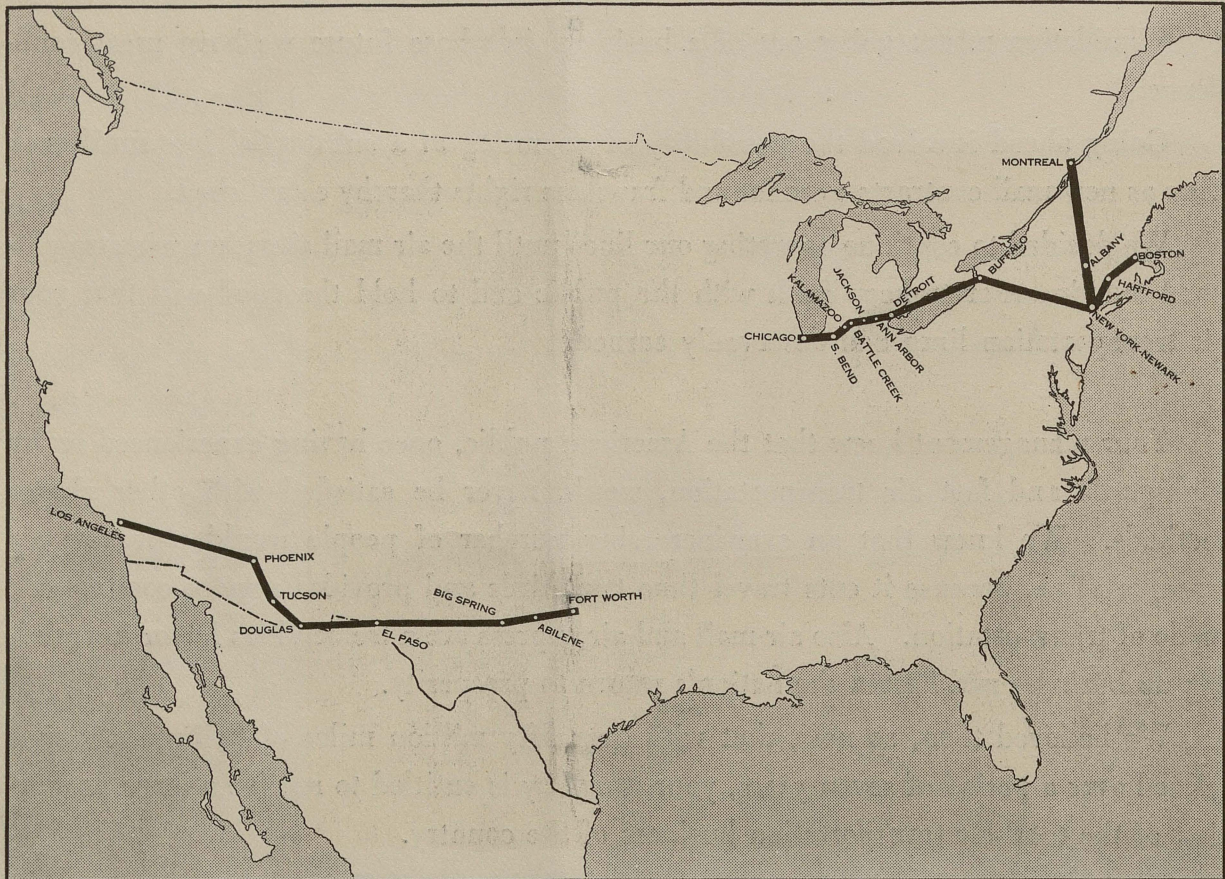 MONTREAL
ALBANY
BOSTON
HARTFORD
BUFFALO
NEW YORK-NEWARK
DETROIT
JACKSON
KALAMAZOO
ANN ARBOR
BATTLE CREEK
S. BEND
CHICAGO
LOS ANGELES
PHOENIX
TUCSON
DOUGLAS
EL PASO
BIG SPRING
ABILENE
FORT WORTH